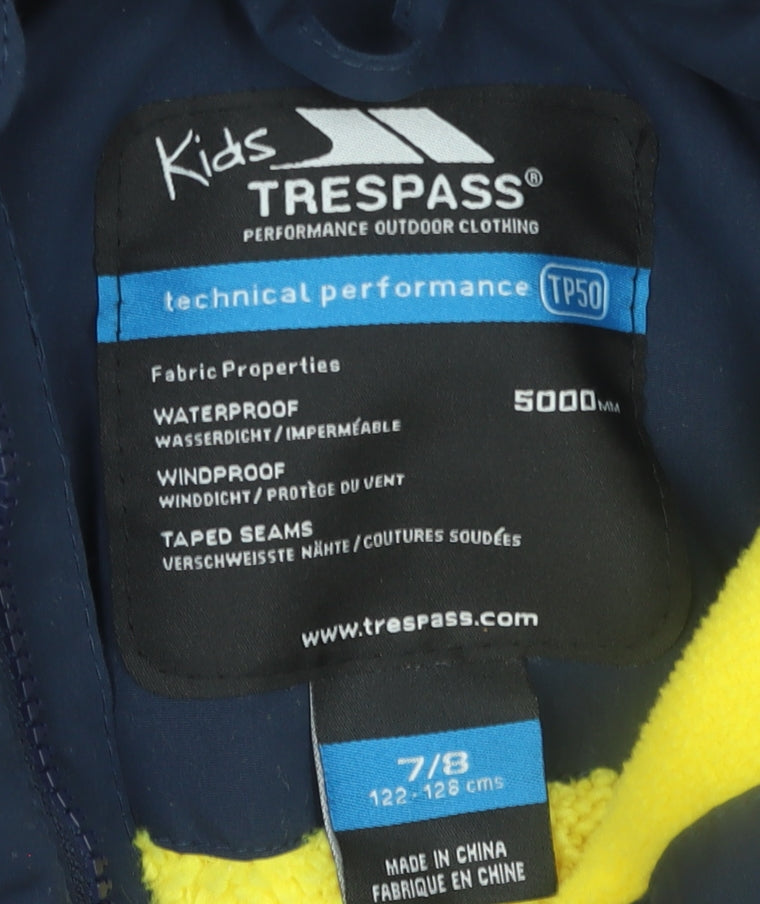 Kids
TRESPASS®
PERFORMANCE OUTDOOR CLOTHING
technical performance TP50
Fabric Properties
WATERPROOF 5000MM
WASSERDICHT / IMPERMÉABLE
WINDPROOF
WINDDICHT / PROTÈGE DU VENT
TAPED SEAMS
VERSCHWEISSTE NÄHTE / COUTURES SOUDÉES
www.trespass.com
7/8
122-128 cms
MADE IN CHINA
FABRIQUE EN CHINE